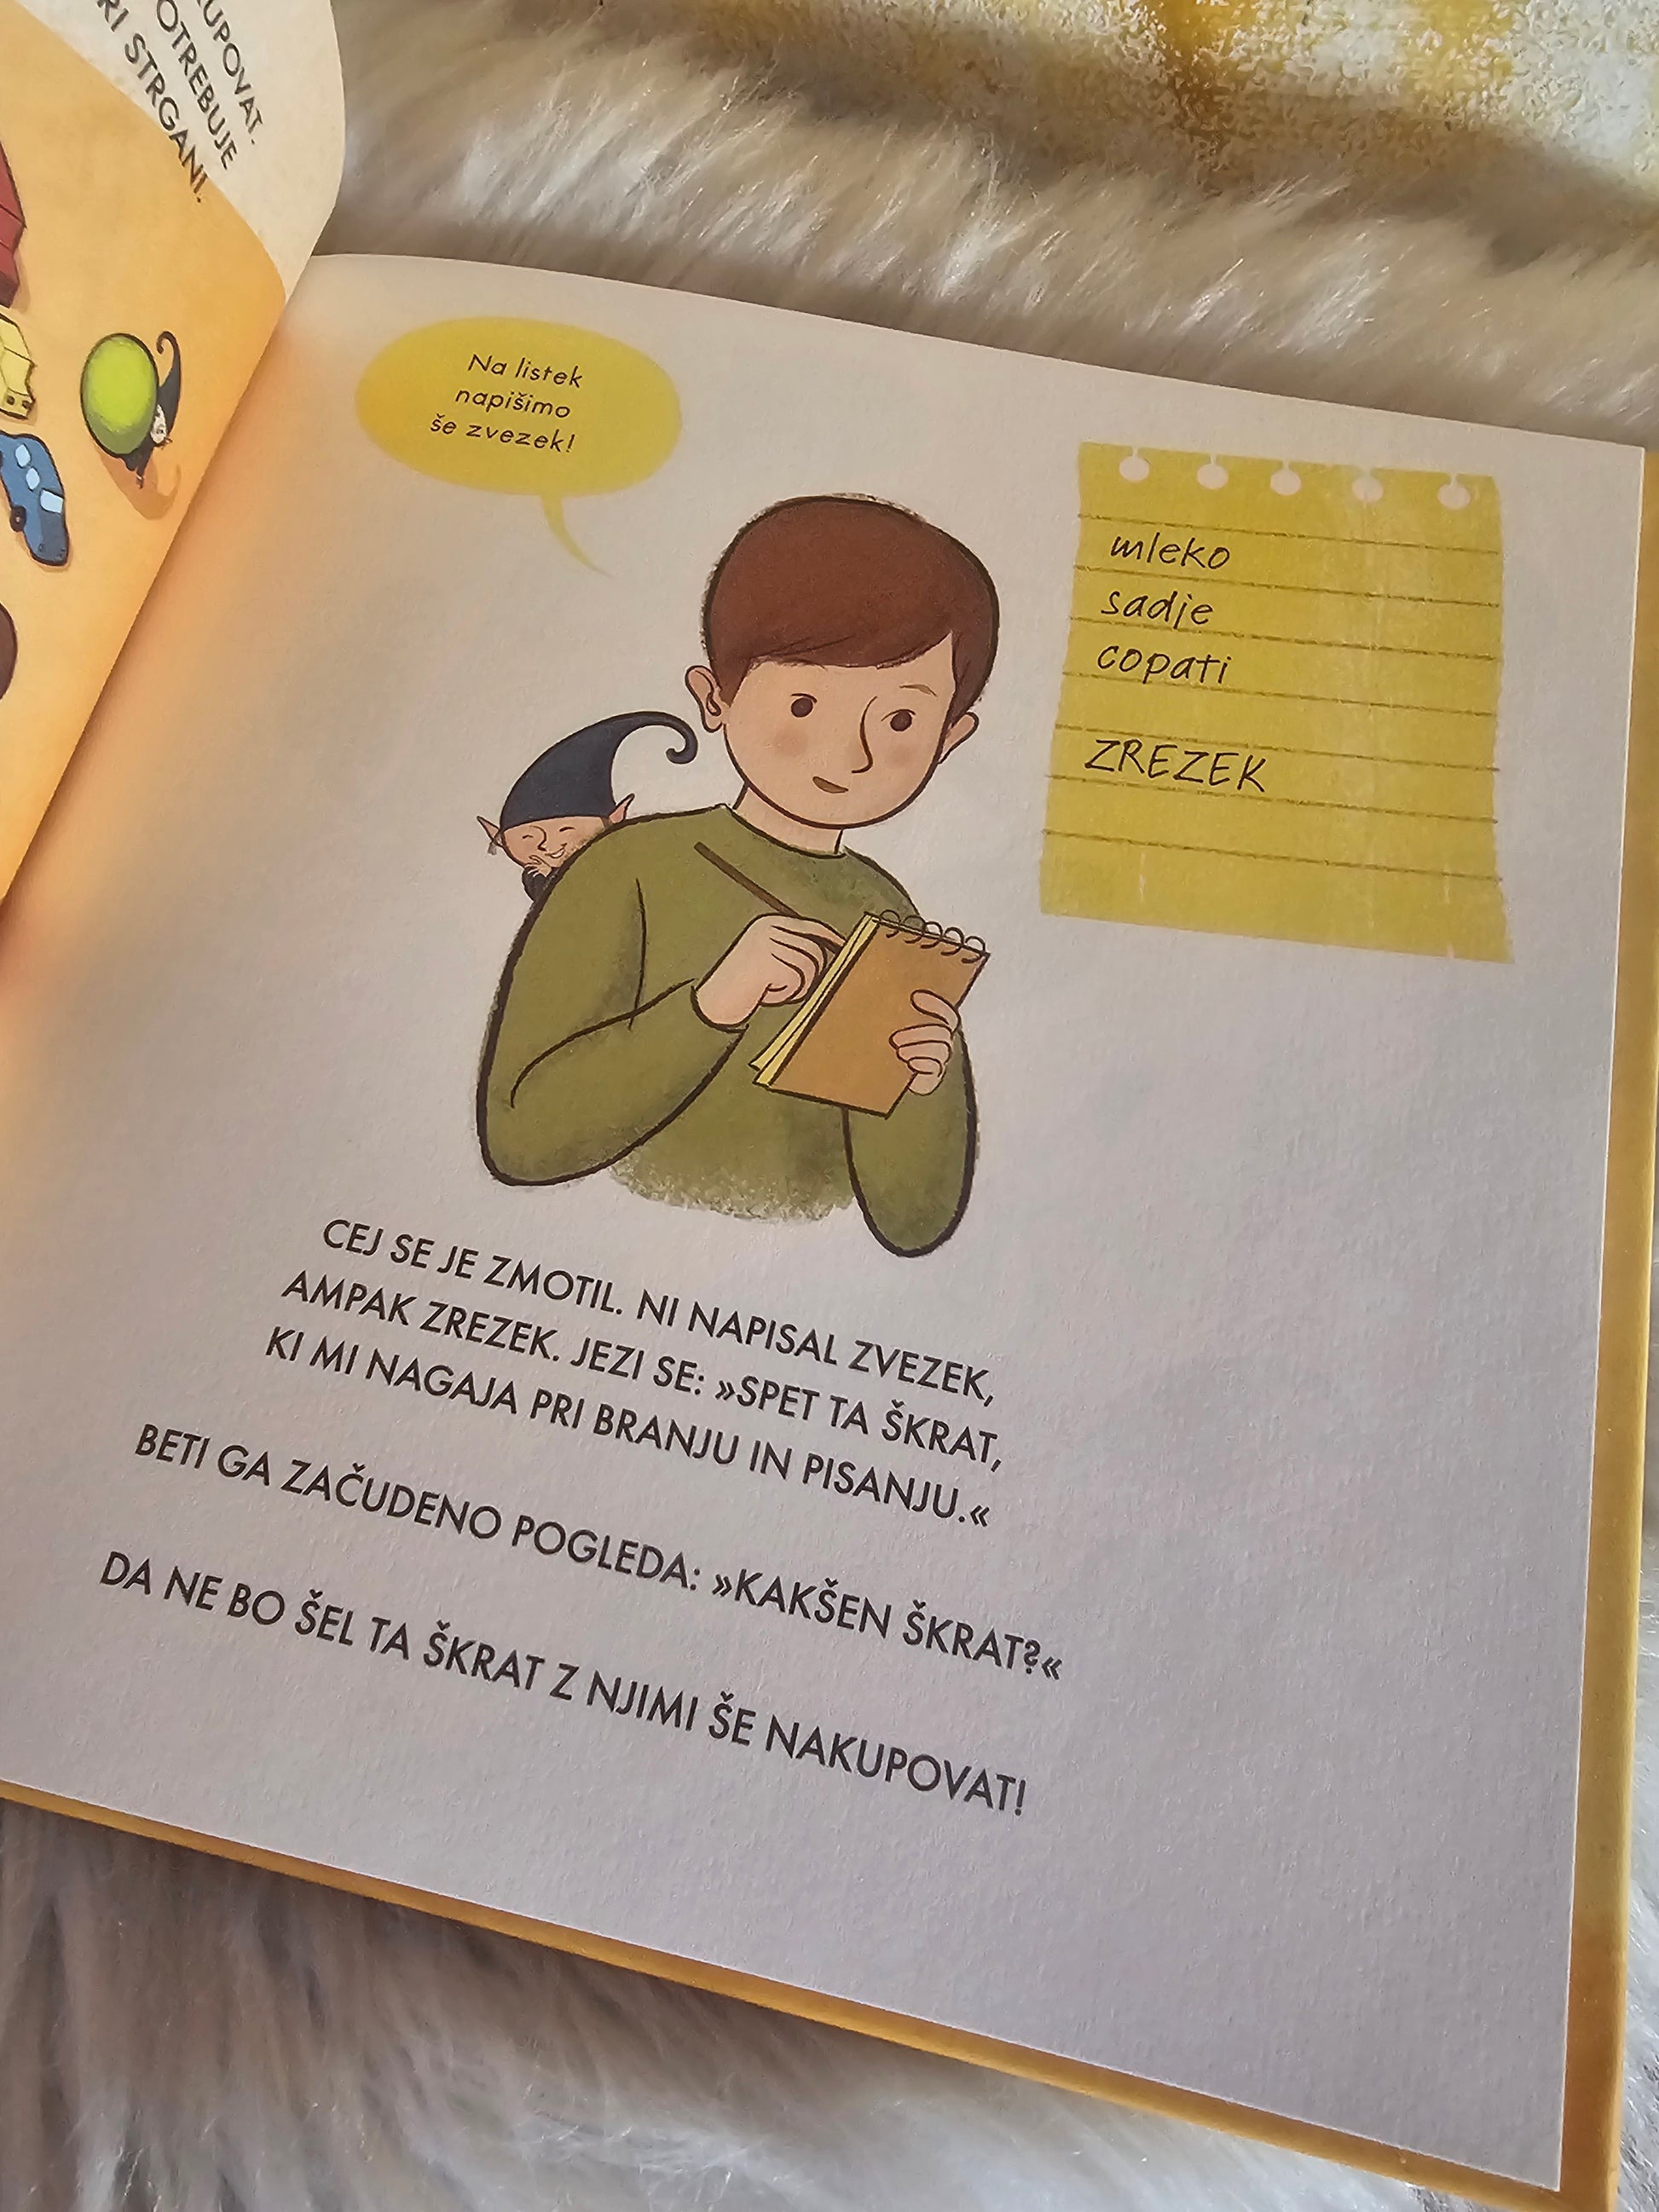 KUPOVAT.
POTREBUJE
RI STRGANI.
Na listek
napišimo
še zvezek!
mleko
sadje
copati
ZREZEK
CEJ SE JE ZMOTIL. NI NAPISAL ZVEZEK,
AMPAK ZREZEK. JEZI SE: »SPET TA ŠKRAT,
KI MI NAGAJA PRI BRANJU IN PISANJU.«
BETI GA ZAČUDENO POGLEDA: »KAKŠEN ŠKRAT?«
DA NE BO ŠEL TA ŠKRAT Z NJIMI ŠE NAKUPOVAT!